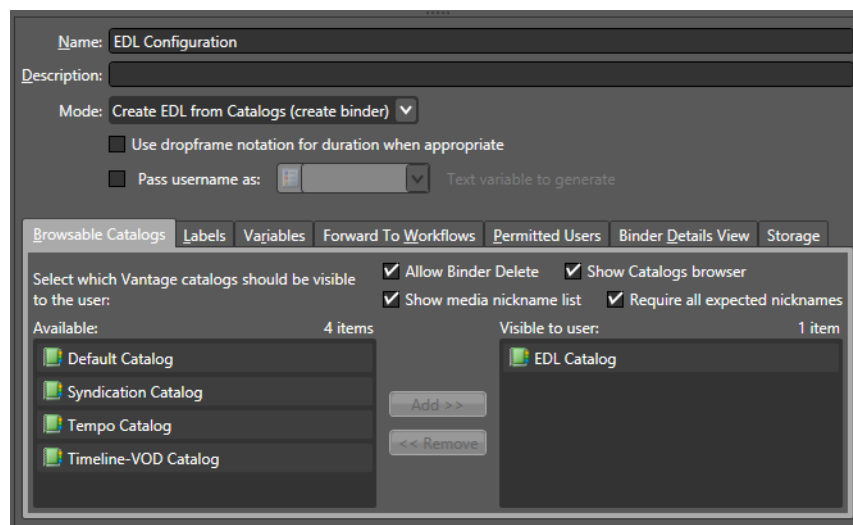 Name: EDL Configuration
Description:
Mode: Create EDL from Catalogs (create binder)
Use dropframe notation for duration when appropriate
Pass username as: Text variable to generate
Browsable Catalogs Labels Variables Forward To Workflows Permitted Users Binder Details View Storage
Select which Vantage catalogs should be visible
to the user:
Allow Binder Delete Show Catalogs browser
Show media nickname list Require all expected nicknames
Available: 4 items Visible to user: 1 item
Default Catalog EDL Catalog
Syndication Catalog
Add >>
Tempo Catalog
<< Remove
Timeline-VOD Catalog